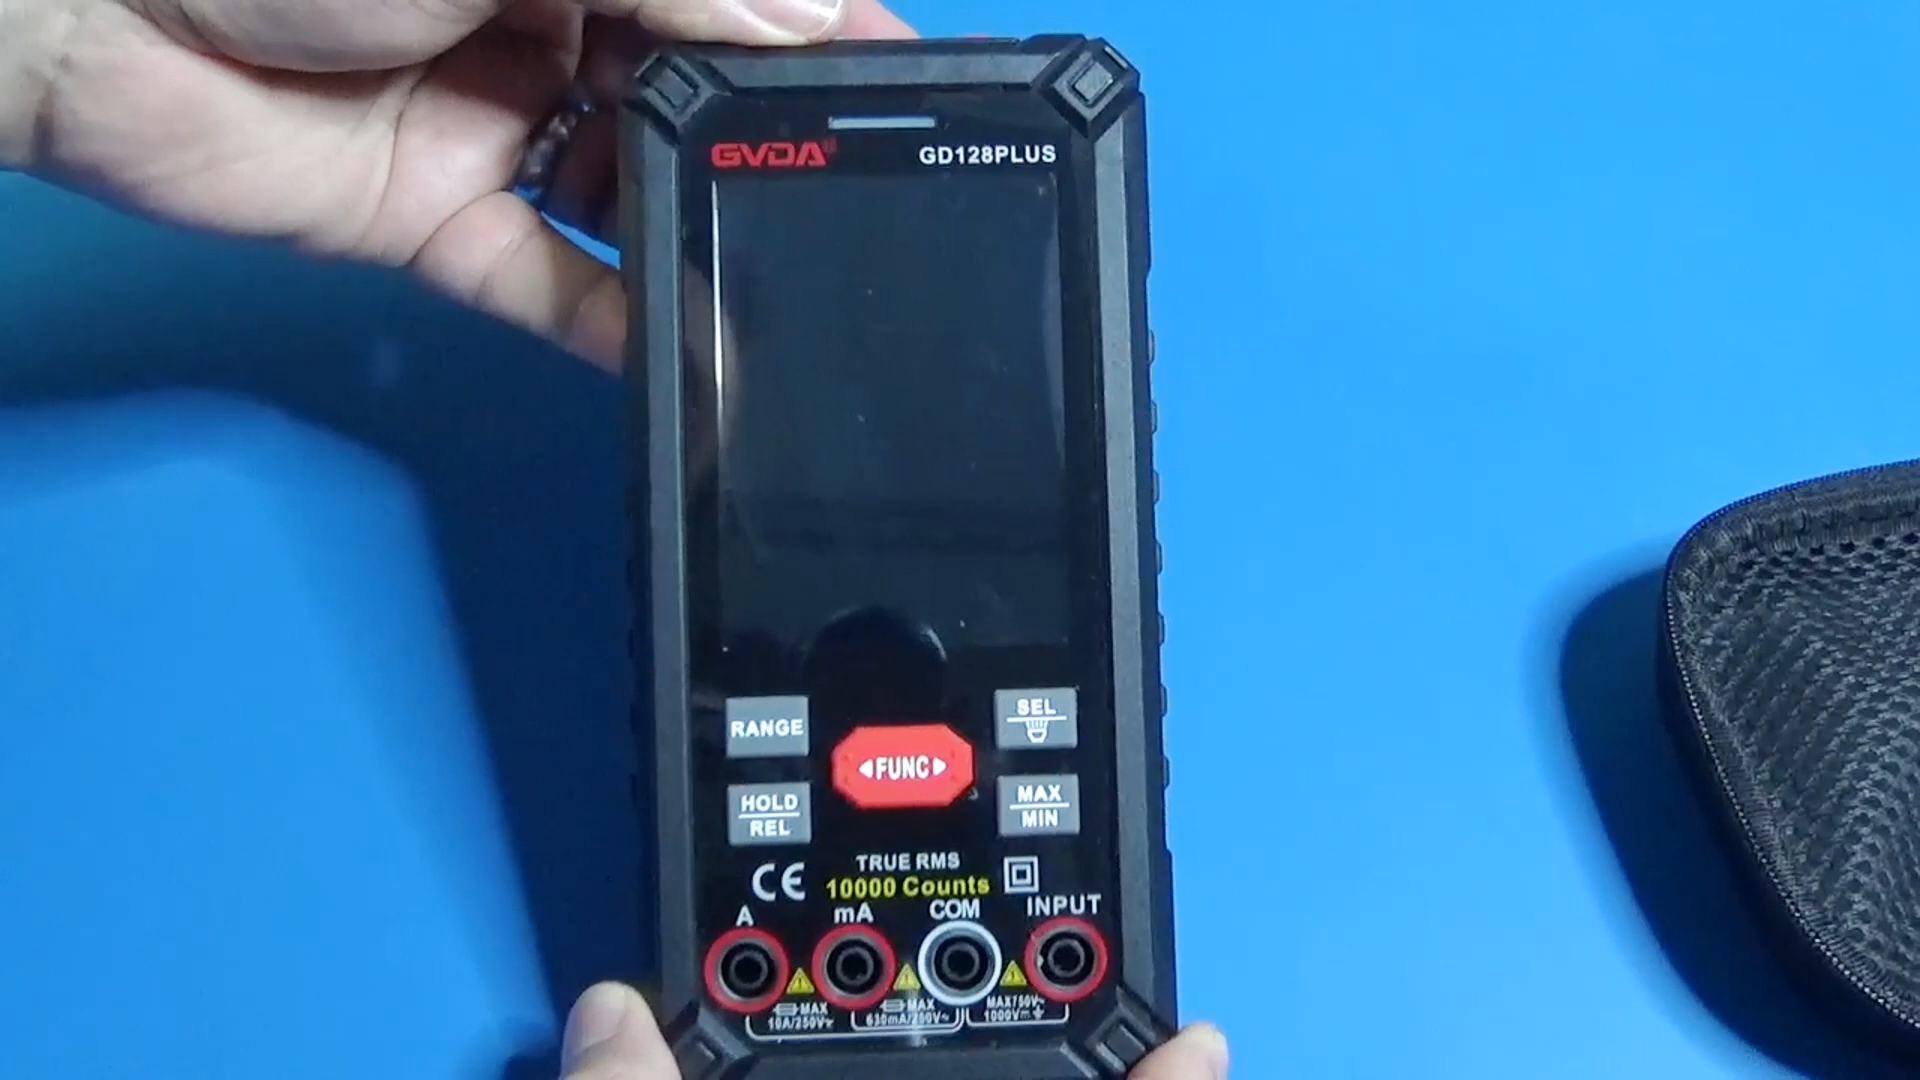 GVDA
GD128PLUS
RANGE
SEL
FUNC
HOLD
REL
MAX
MIN
TRUE RMS
CE
10000 Counts
A
mA
COM
INPUT
MAX
10A/250V
MAX
630mA/250V~
MAX750V~
1000V